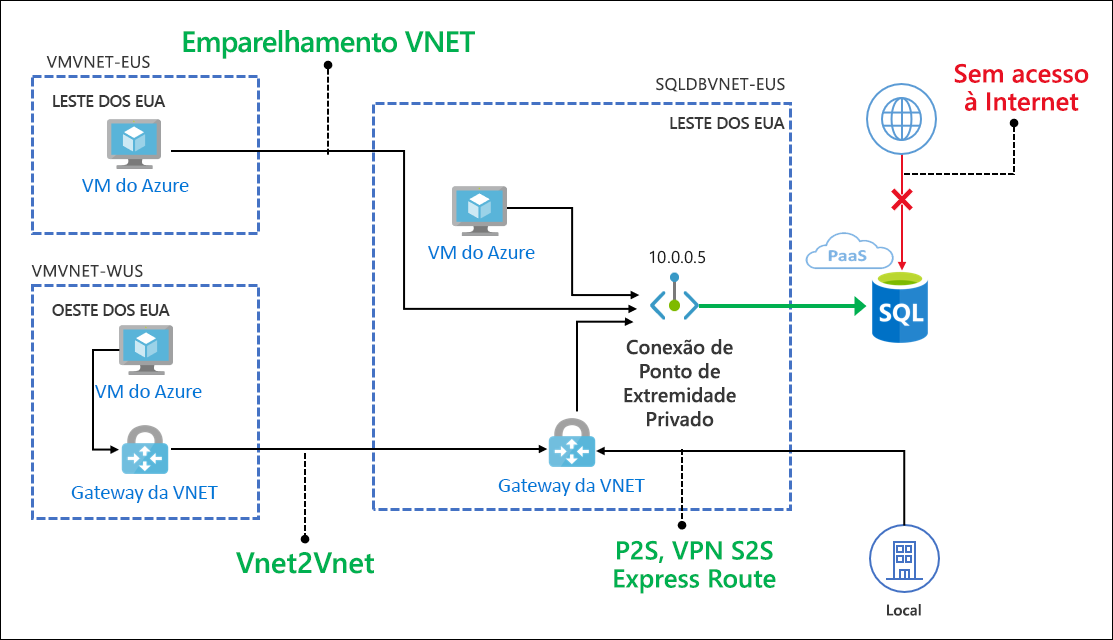 Emparelhamento VNET
VMVNET-EUS
LESTE DOS EUA
VM do Azure
SQLDBVNET-EUS
LESTE DOS EUA
VM do Azure
10.0.0.5
Conexão de
Ponto de
Extremidade
Privado
Sem acesso
à Internet
PaaS
SQL
VMVNET-WUS
OESTE DOS EUA
VM do Azure
Gateway da VNET
Gateway da VNET
Vnet2Vnet
P2S, VPN S2S
Express Route
Local